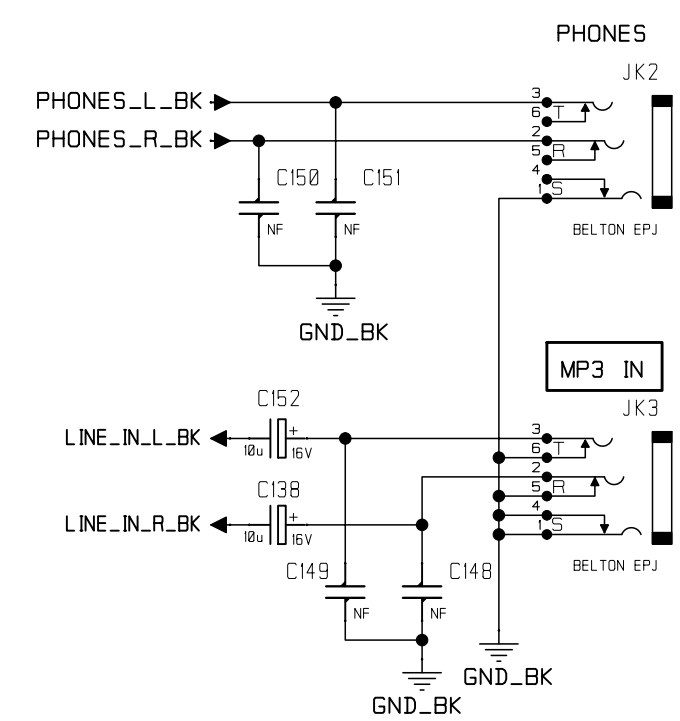 PHONES
JK2
PHONES_L_BK
3
6 T
PHONES_R_BK
2
5 R
4
1 S
C150 C151
NF NF
BELTON EPJ
GND_BK
MP3 IN
JK3
C152
LINE_IN_L_BK
10u + 16V
3
6 T
2
5 R
4
1 S
C138
LINE_IN_R_BK
10u + 16V
BELTON EPJ
C149 C148
NF NF
GND_BK
GND_BK